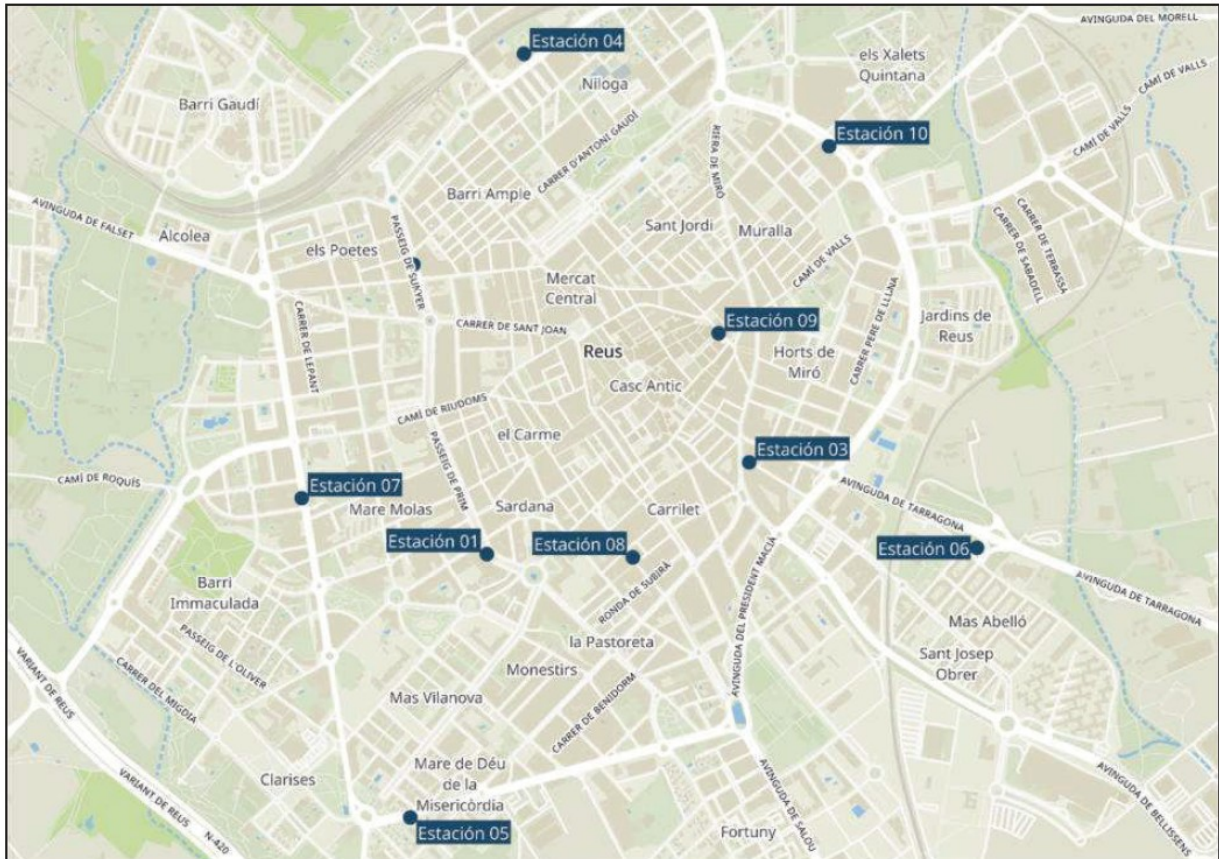 AVINGUDA DEL MORELL
Estación 04
els Xalets
Quintana
Niloga
Barri Gaudí
CAMÍ DE VALLS
Estación 10
RIERA DE MIRÓ
CARRER D'ANTONI GAUDÍ
CAMÍ DE VALLS
Barri Ample
AVINGUDA DE FALSET
Alcolea
els Poetes
PASSEIG DE SUNYER
Sant Jordi
Muralla
CARRER DE TERRASSA
CARRER DE SABADELL
CAMÍ DE VALLS
Mercat
Central
CARRER DE SANT JOAN
Estación 09
Jardins de
Reus
CARRER DE LEPANT
Reus
Horts de
Miró
CARRER PERE DE LLUNA
Casc Antic
CAMÍ DE RIUDOMS
el Carme
PASSEIG DE PRIM
Estación 03
CAMÍ DE ROQUÍS
Estación 07
Mare Molas
Sardana
Carrilet
AVINGUDA DE TARRAGONA
Estación 01
Estación 08
Estación 06
Barri
Immaculada
RONDA DE SUBIRÀ
AVINGUDA DEL PRESIDENT MACIÀ
AVINGUDA DE TARRAGONA
Mas Abelló
PASSEIG DE L'OLIVER
la Pastoreta
Sant Josep
Obrer
VARIANT DE REUS
CARRER DEL MIGDIA
Monestirs
Mas Vilanova
CARRER DE BENIDORM
Clarises
Mare de Déu
de la
Misericòrdia
VARIANT DE REUS
N-420
Estación 05
AVINGUDA DE SALOU
Fortuny
AVINGUDA DE BELLISSENS